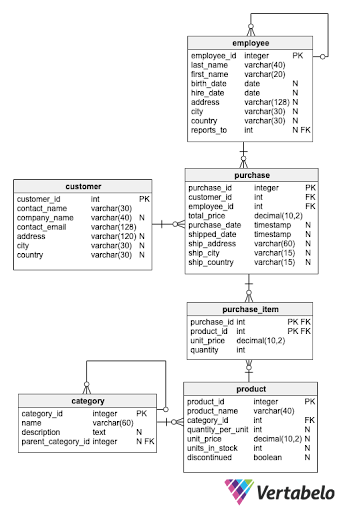 employee
employee_id integer PK
last_name varchar(40)
first_name varchar(20)
birth_date date N
hire_date date N
address varchar(128) N
city varchar(30) N
country varchar(30) N
reports_to int N FK
purchase
purchase_id integer PK
customer_id int FK
employee_id int FK
total_price decimal(10,2)
purchase_date timestamp N
shipped_date timestamp N
ship_address varchar(60) N
ship_city varchar(15) N
ship_country varchar(15) N
customer
customer_id int PK
contact_name varchar(30)
company_name varchar(40) N
contact_email varchar(128)
address varchar(120) N
city varchar(30) N
country varchar(30) N
purchase_item
purchase_id int PK FK
product_id int PK FK
unit_price decimal(10,2)
quantity int
product
product_id integer PK
product_name varchar(40)
category_id int FK
quantity_per_unit int N
unit_price decimal(10,2) N
units_in_stock int N
discontinued boolean N
category
category_id integer PK
name varchar(60)
description text N
parent_category_id integer N FK
Vertabelo